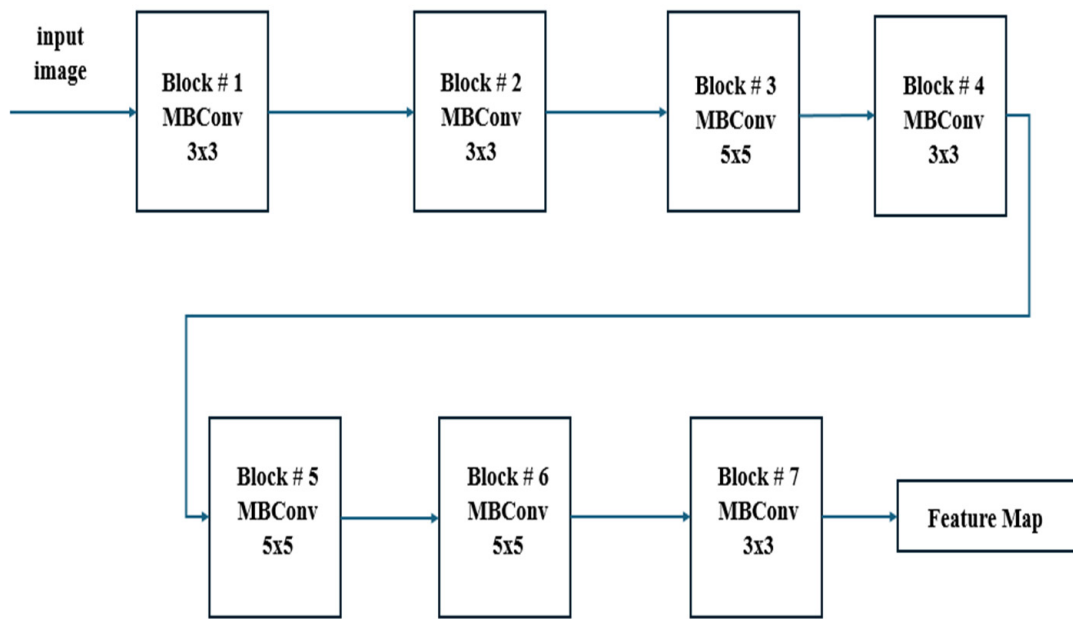 input
image
Block # 1
MBConv
3x3
Block # 2
MBConv
3x3
Block # 3
MBConv
5x5
Block # 4
MBConv
3x3
Block # 5
MBConv
5x5
Block # 6
MBConv
5x5
Block # 7
MBConv
3x3
Feature Map